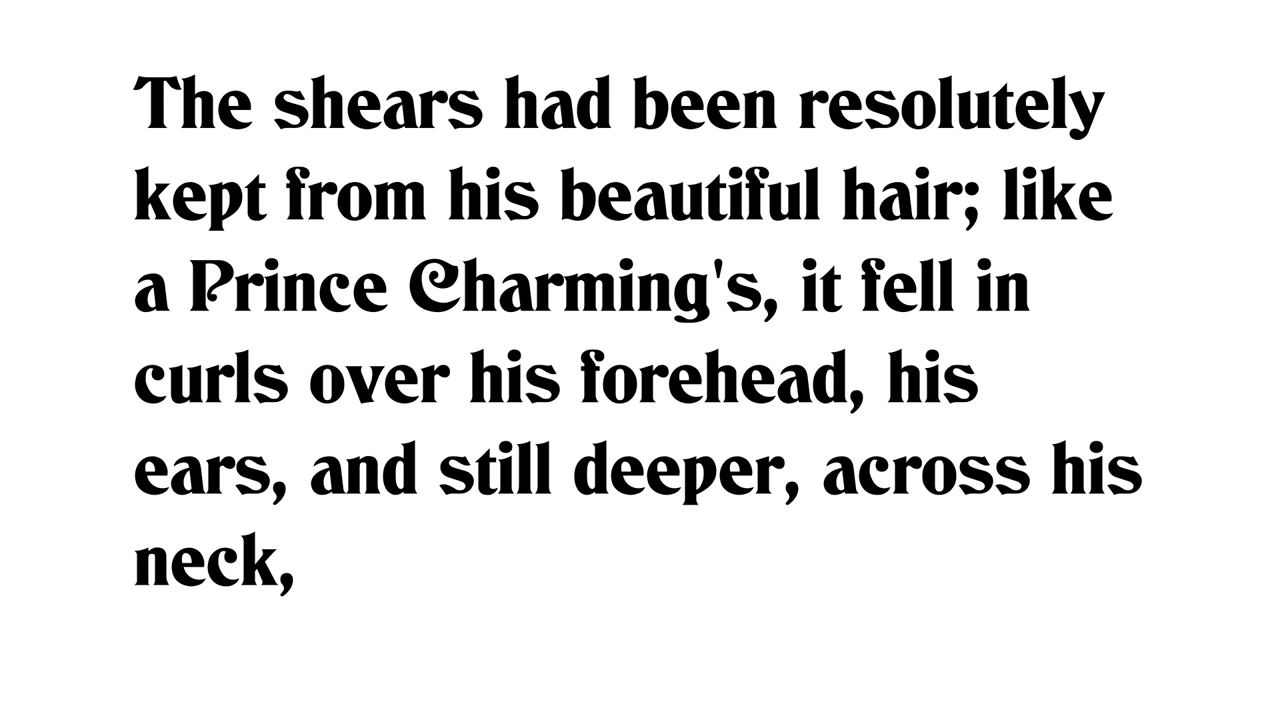 The shears had been resolutely
kept from his beautiful hair; like
a Prince Charming's, it fell in
curls over his forehead, his
ears, and still deeper, across his
neck,